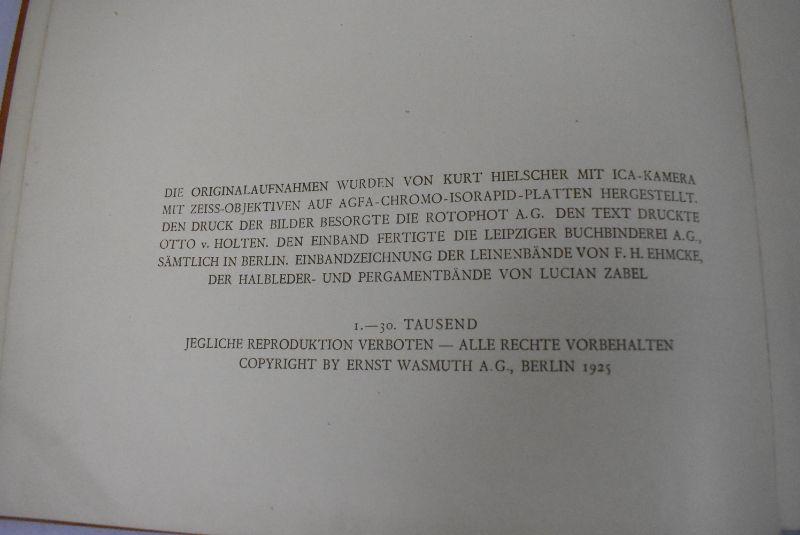 DIE ORIGINALAUFNAHMEN WURDEN VON KURT HIELSCHER MIT ICA-KAMERA
MIT ZEISS-OBJEKTIVEN AUF AGFA-CHROMO-ISORAPID-PLATTEN HERGESTELLT.
DEN DRUCK DER BILDER BESORGTE DIE ROTOPHOT A.G. DEN TEXT DRUCKTE
OTTO v. HOLTEN. DEN EINBAND FERTIGTE DIE LEIPZIGER BUCHBINDEREI A.G.,
SÄMTLICH IN BERLIN. EINBANDZEICHNUNG DER LEINENBÄNDE VON F. H. EHMCKE,
DER HALBLEDER- UND PERGAMENTBÄNDE VON LUCIAN ZABEL
1.—30. TAUSEND
JEGLICHE REPRODUKTION VERBOTEN — ALLE RECHTE VORBEHALTEN
COPYRIGHT BY ERNST WASMUTH A.G., BERLIN 1925